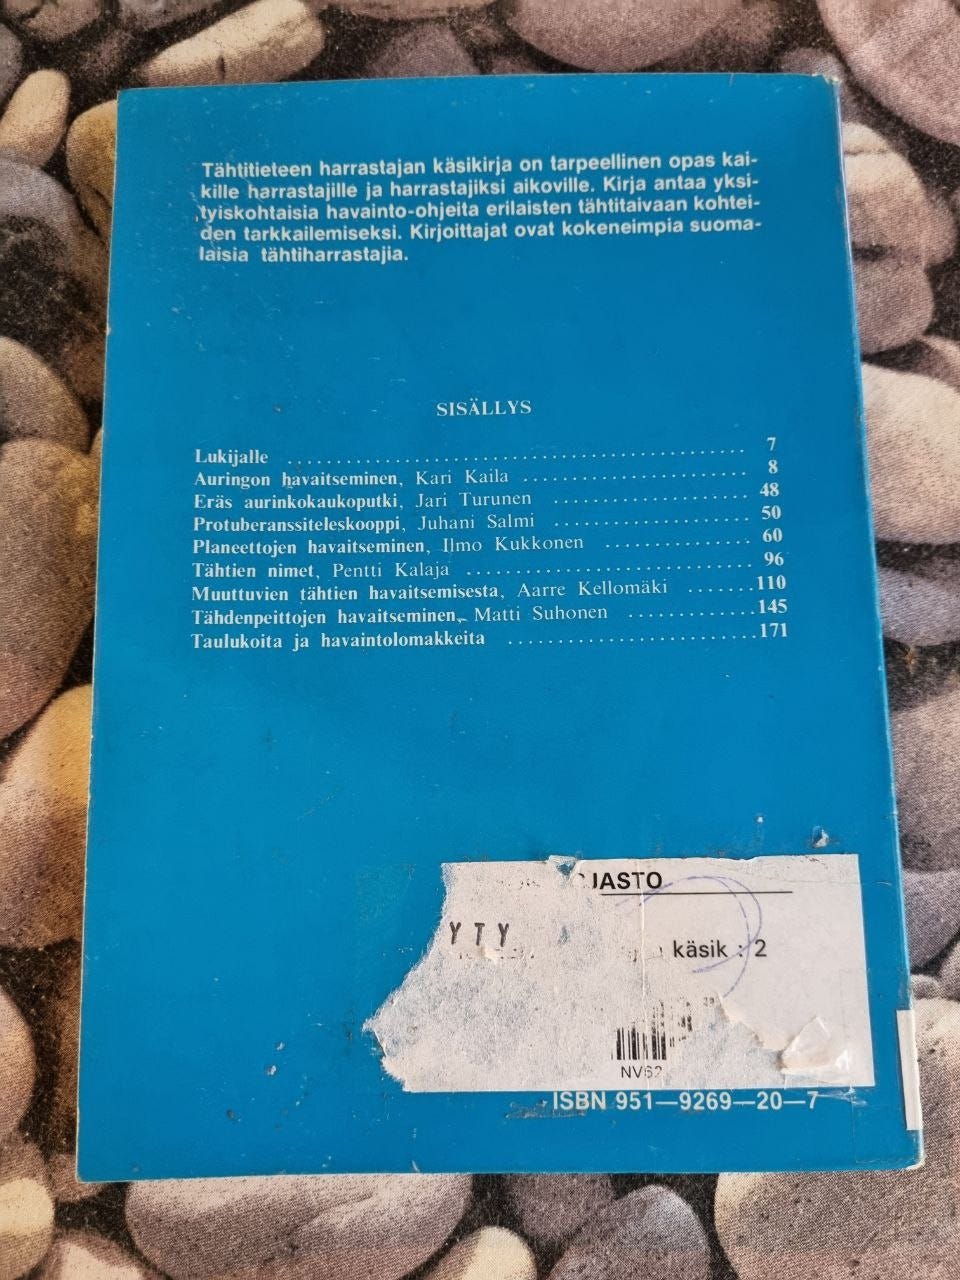 Tähtitieteen harrastajan käsikirja on tarpeellinen opas kai-
kille harrastajille ja harrastajiksi aikoville. Kirja antaa yksi-
tyiskohtaisia havainto-ohjeita erilaisten tähtitaivaan kohtei-
den tarkkailemiseksi. Kirjoittajat ovat kokeneimpia suoma-
laisia tähtiharrastajia.
SISÄLLYS
Lukijalle .......... 7
Auringon havaitseminen, Kari Kaila .......... 8
Eräs aurinkokaukoputki, Jari Turunen .......... 48
Protuberanssiteleskooppi, Juhani Salmi .......... 50
Planeettojen havaitseminen, Ilmo Kukkonen .......... 60
Tähtien nimet, Pentti Kalaja .......... 96
Muuttuvien tähtien havaitsemisesta, Aarre Kellomäki .......... 110
Tähdenpeittojen havaitseminen, Matti Suhonen .......... 145
Taulukoita ja havaintolomakkeita .......... 171
JASTO
YTY
käsik : 2
NV62
ISBN 951—9269—20—7